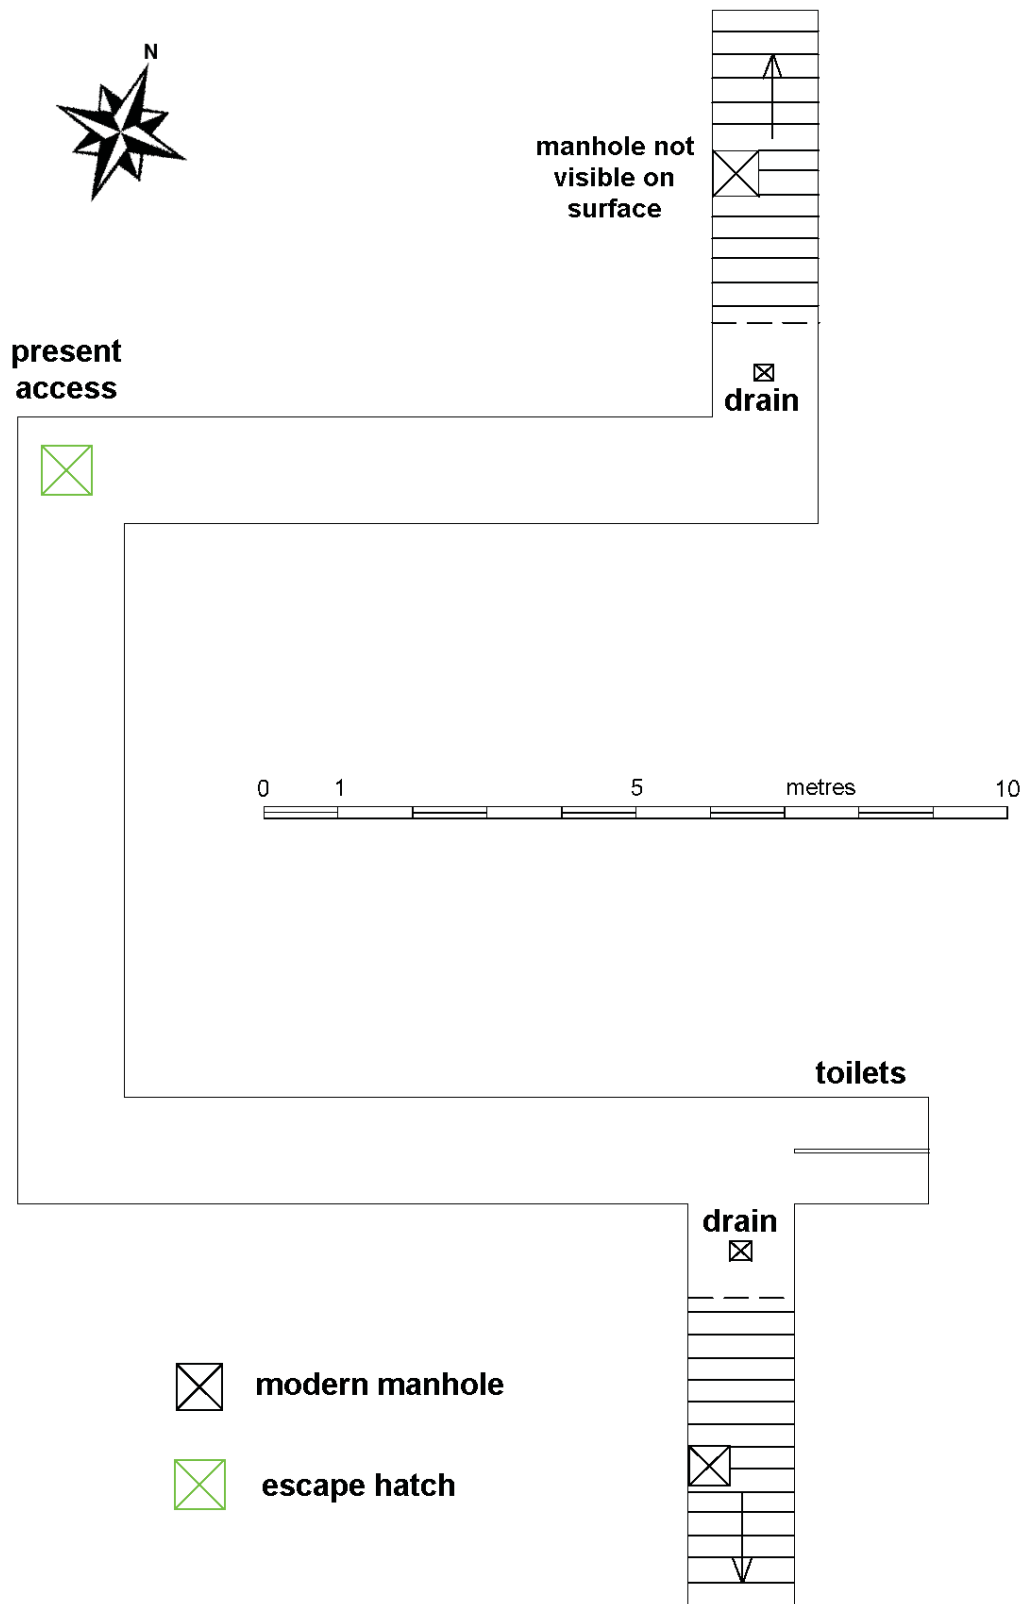 N
manhole not
visible on
surface
present
access
drain
0 1 5 metres 10
toilets
drain
modern manhole
escape hatch